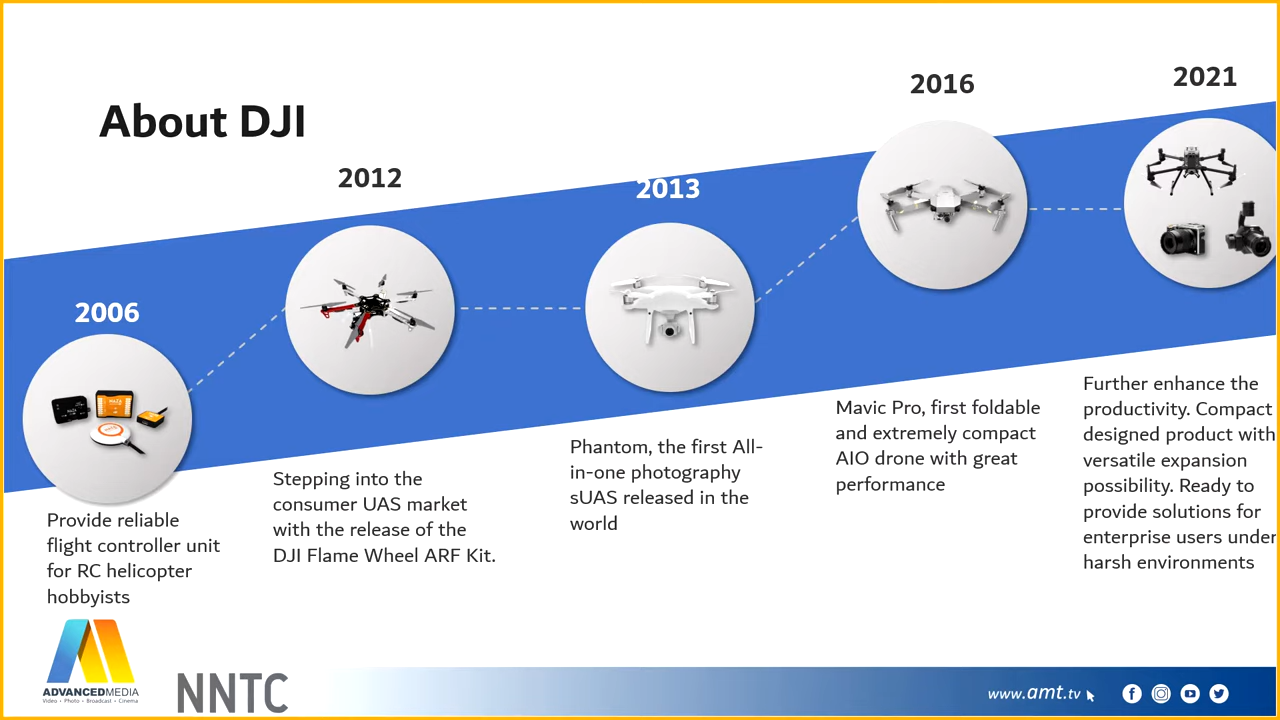 About DJI
2006
Provide reliable
flight controller unit
for RC helicopter
hobbyists
2012
Stepping into the
consumer UAS market
with the release of the
DJI Flame Wheel ARF Kit.
2013
Phantom, the first All-
in-one photography
sUAS released in the
world
2016
Mavic Pro, first foldable
and extremely compact
AIO drone with great
performance
2021
Further enhance the
productivity. Compact
designed product with
versatile expansion
possibility. Ready to
provide solutions for
enterprise users under
harsh environments
ADVANCEDMEDIA
Video • Photo • Broadcast • Cinema
NNTC
www.amt.tv